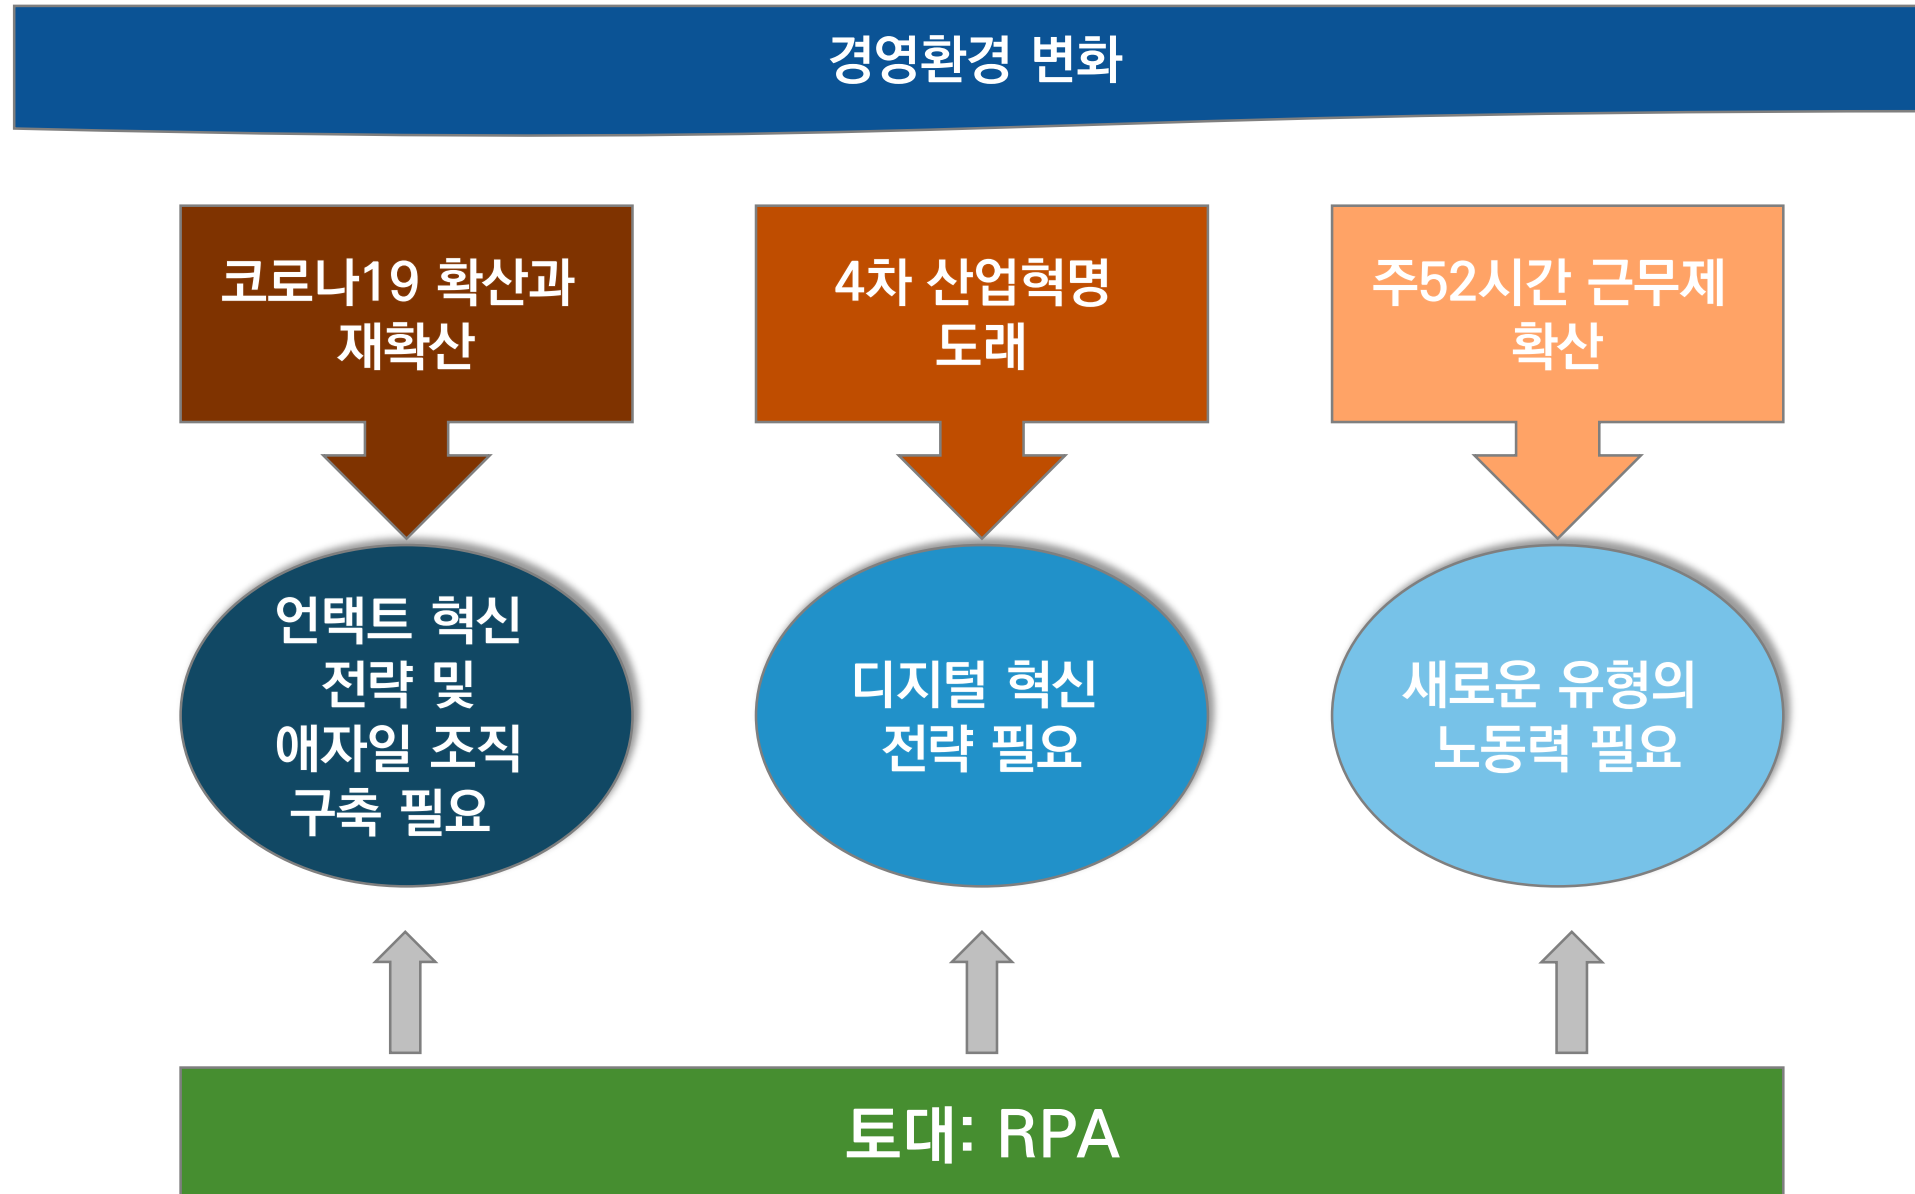 경영환경 변화
코로나19 확산과
재확산
4차 산업혁명
도래
주52시간 근무제
확산
언택트 혁신
전략 및
애자일 조직
구축 필요
디지털 혁신
전략 필요
새로운 유형의
노동력 필요
토대: RPA